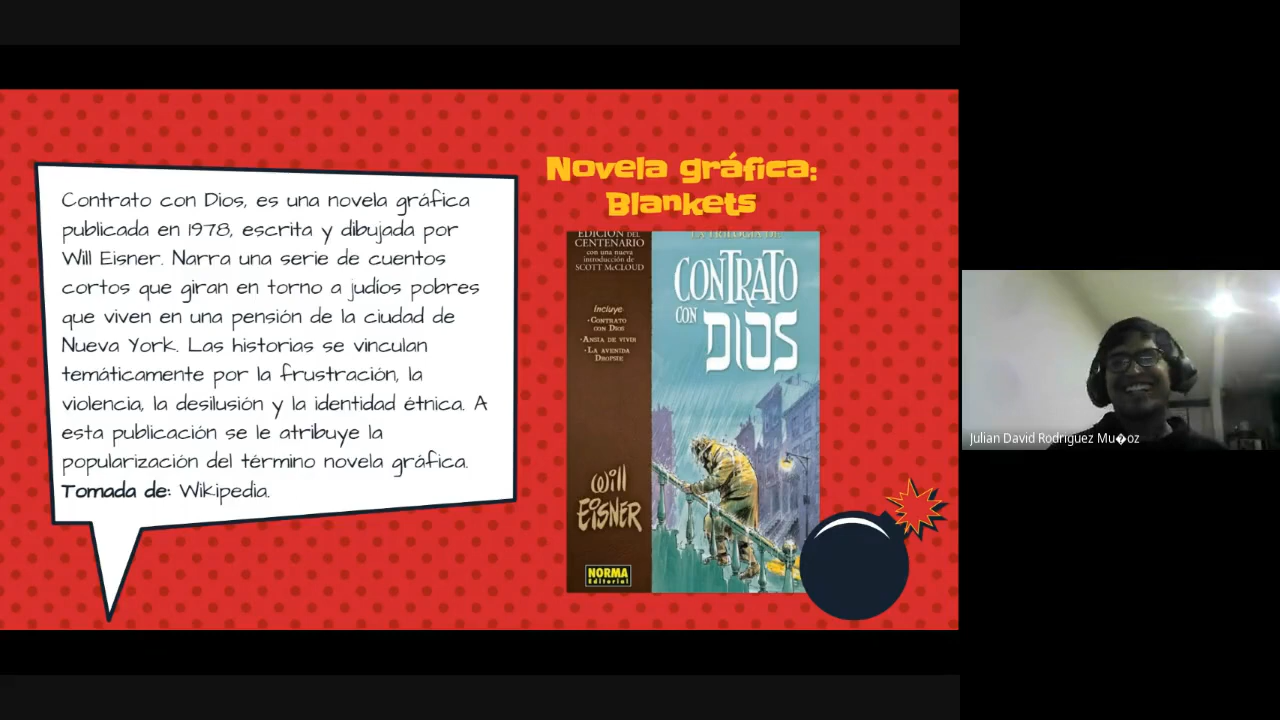 Contrato con Dios, es una novela gráfica
publicada en 1978, escrita y dibujada por
Will Eisner. Narra una serie de cuentos
cortos que giran en torno a judíos pobres
que viven en una pensión de la ciudad de
Nueva York. Las historias se vinculan
temáticamente por la frustración, la
violencia, la desilusión y la identidad étnica. A
esta publicación se le atribuye la
popularización del término novela gráfica.
Tomada de: Wikipedia.
Novela gráfica:
Blankets
EDICIÓN DEL
CENTENARIO
con una nueva
introducción de
SCOTT McCLOUD
Incluye
·CONTRATO
CON DIOS
·ANSIA DE VIVIR
·LA AVENIDA
DROPSIE
Will
EISNER
NORMA
Editorial
LA TRILOGÍA DE:
CONTRATO
CON
DIOS
Julian David Rodriguez Mu�oz